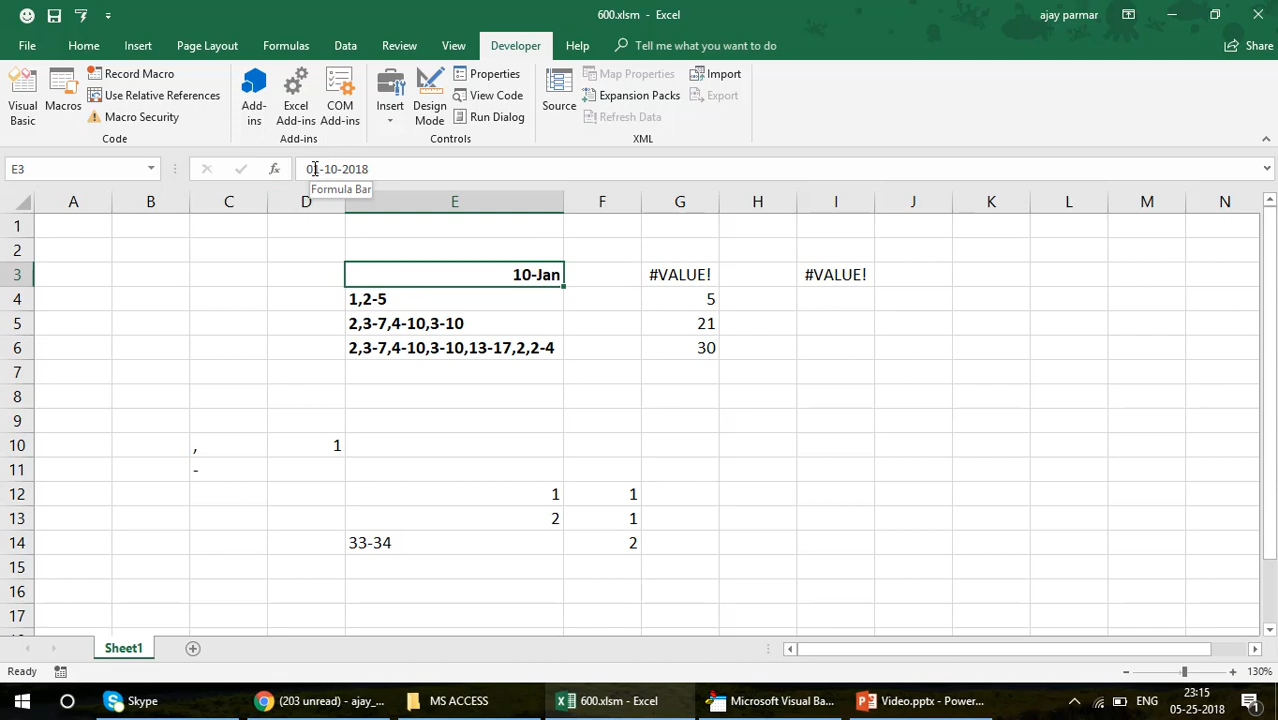 600.xlsm - Excel
ajay parmar
File Home Insert Page Layout Formulas Data Review View Developer Help Tell me what you want to do Share
Visual Basic
Macros
Record Macro
Use Relative References
Macro Security
Code
Add-ins
Excel Add-ins
COM Add-ins
Add-ins
Insert
Design Mode
Properties
View Code
Run Dialog
Controls
Source
Map Properties
Expansion Packs
Refresh Data
Import
Export
XML
E3
fx
01-10-2018
Formula Bar
A B C D E F G H I J K L M N
1
2
3 10-Jan #VALUE! #VALUE!
4 1,2-5 5
5 2,3-7,4-10,3-10 21
6 2,3-7,4-10,3-10,13-17,2,2-4 30
7
8
9
10 , 1
11 -
12 1 1
13 2 1
14 33-34 2
15
16
17
Sheet1
Ready
130%
Skype
(203 unread) - ajay_...
MS ACCESS
600.xlsm - Excel
Microsoft Visual Ba...
Video.pptx - Power...
ENG
23:15
05-25-2018
1